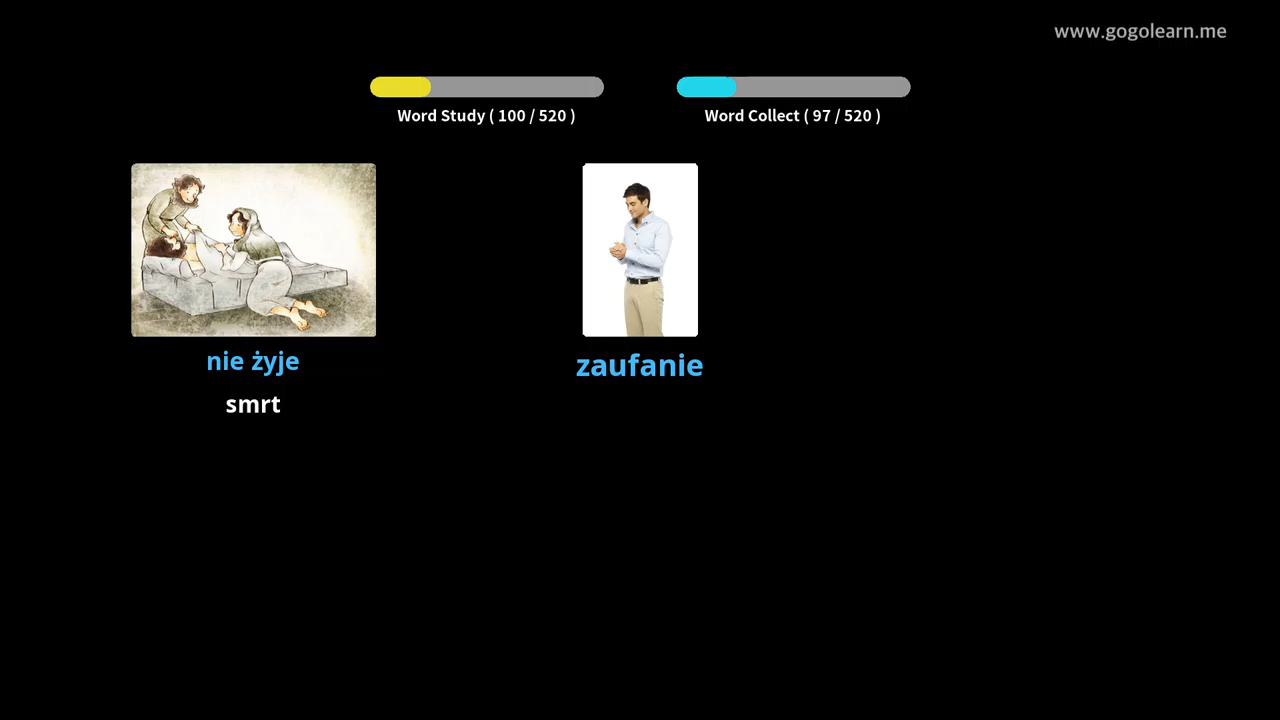 www.gogolearn.me
Word Study ( 100 / 520 )
Word Collect ( 97 / 520 )
nie żyje
zaufanie
smrt